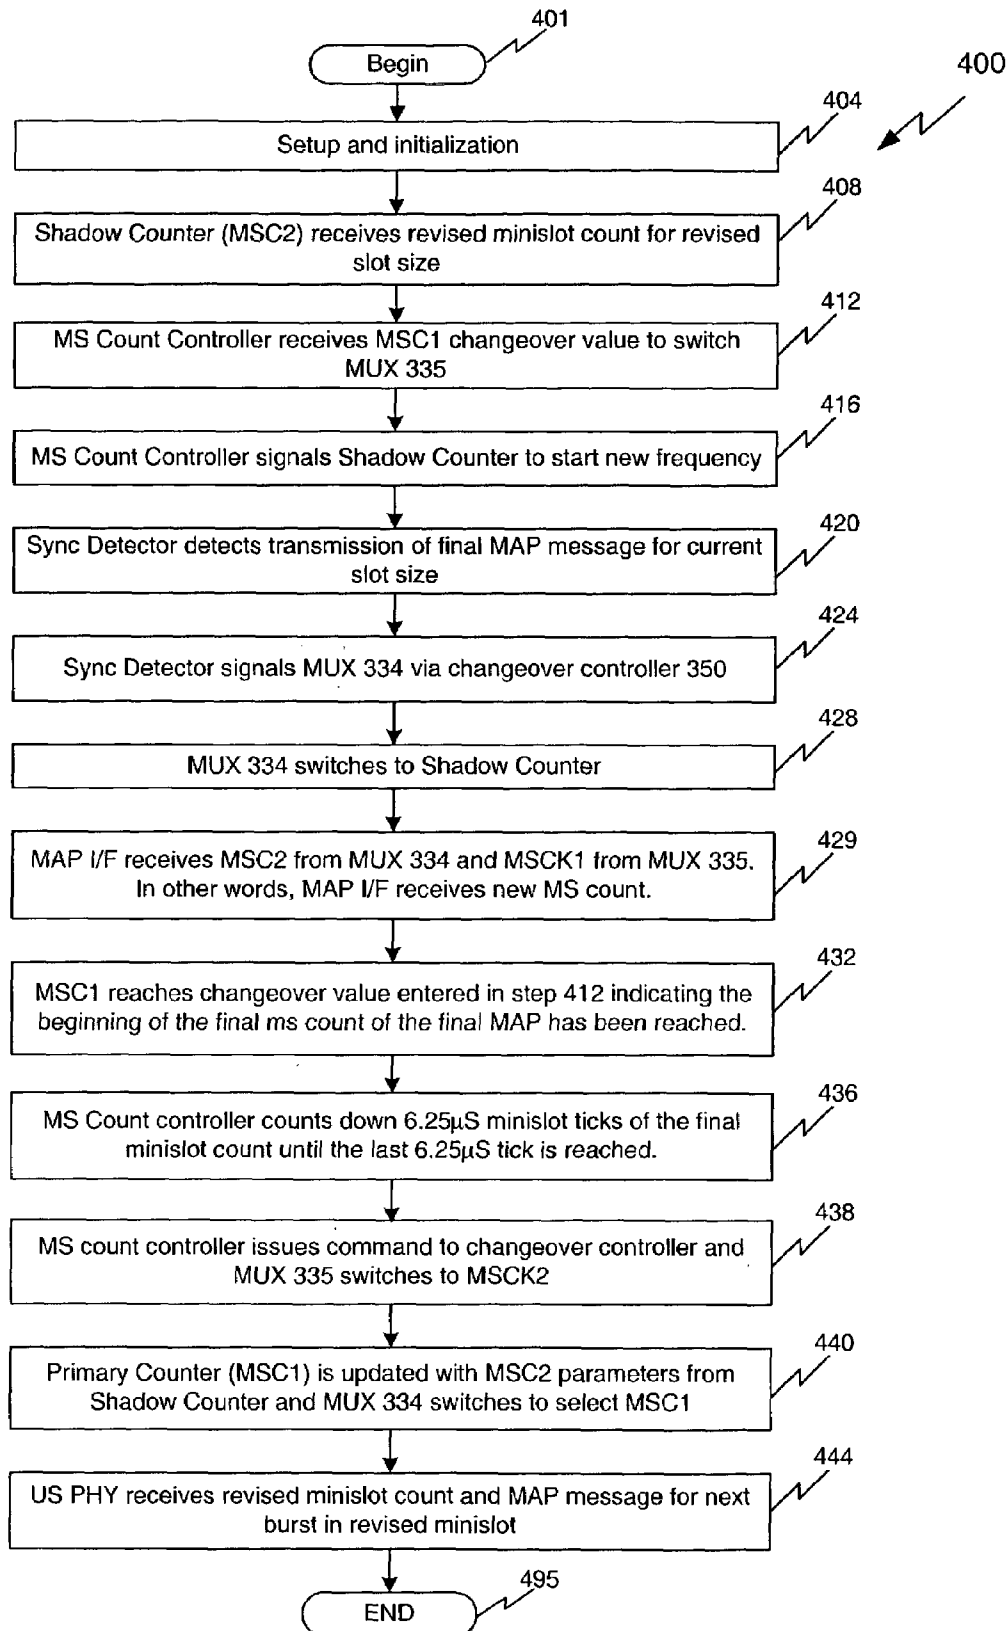 401
Begin
400
404
Setup and initialization
408
Shadow Counter (MSC2) receives revised minislot count for revised
slot size
412
MS Count Controller receives MSC1 changeover value to switch
MUX 335
416
MS Count Controller signals Shadow Counter to start new frequency
420
Sync Detector detects transmission of final MAP message for current
slot size
424
Sync Detector signals MUX 334 via changeover controller 350
428
MUX 334 switches to Shadow Counter
429
MAP I/F receives MSC2 from MUX 334 and MSCK1 from MUX 335.
In other words, MAP I/F receives new MS count.
432
MSC1 reaches changeover value entered in step 412 indicating the
beginning of the final ms count of the final MAP has been reached.
436
MS Count controller counts down 6.25µS minislot ticks of the final
minislot count until the last 6.25µS tick is reached.
438
MS count controller issues command to changeover controller and
MUX 335 switches to MSCK2
440
Primary Counter (MSC1) is updated with MSC2 parameters from
Shadow Counter and MUX 334 switches to select MSC1
444
US PHY receives revised minislot count and MAP message for next
burst in revised minislot
495
END